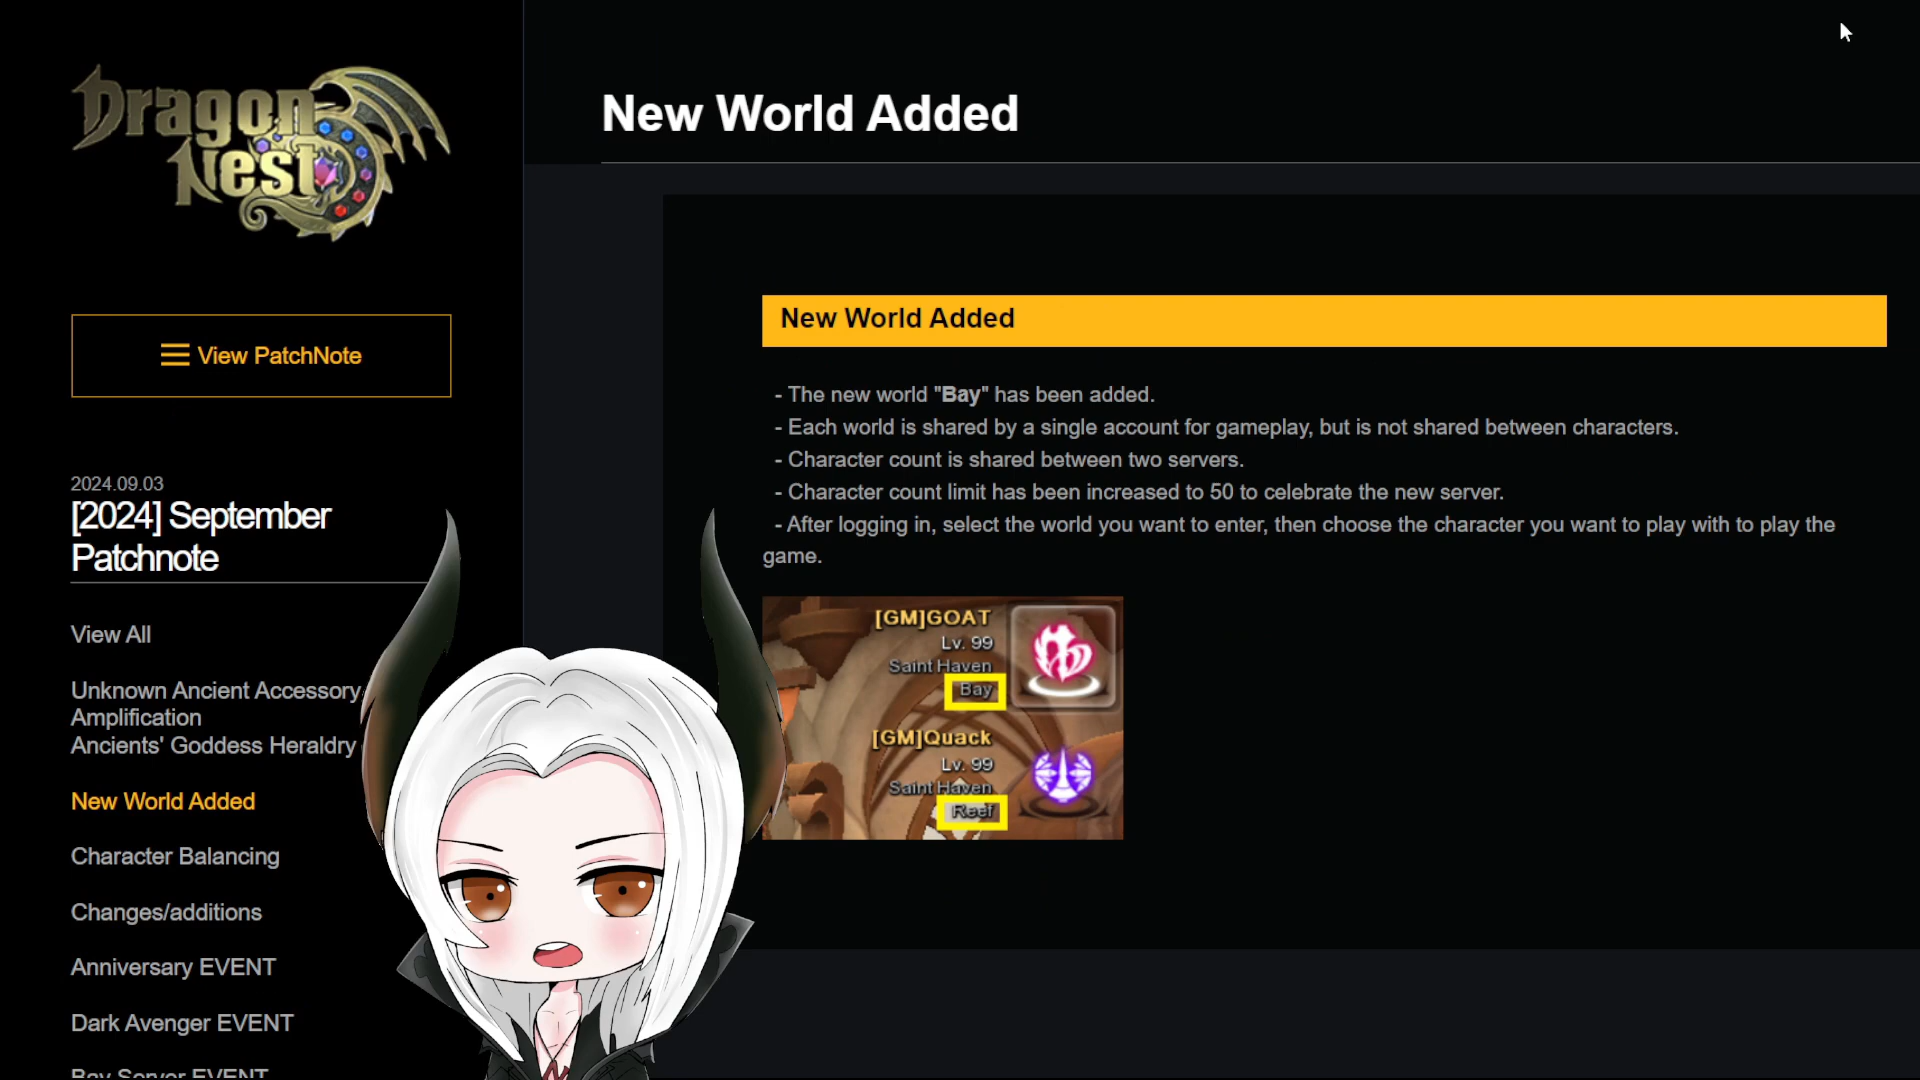 Dragon
Nest
View PatchNote
2024.09.03
[2024] September
Patchnote
View All
Unknown Ancient Accessory
Amplification
Ancients' Goddess Heraldry
New World Added
Character Balancing
Changes/additions
Anniversary EVENT
Dark Avenger EVENT
Bay Server EVENT
New World Added
New World Added
- The new world "Bay" has been added.
- Each world is shared by a single account for gameplay, but is not shared between characters.
- Character count is shared between two servers.
- Character count limit has been increased to 50 to celebrate the new server.
- After logging in, select the world you want to enter, then choose the character you want to play with to play the
game.
[GM]GOAT
Lv. 99
Saint Haven
Bay
[GM]Quack
Lv. 99
Saint Haven
Reef